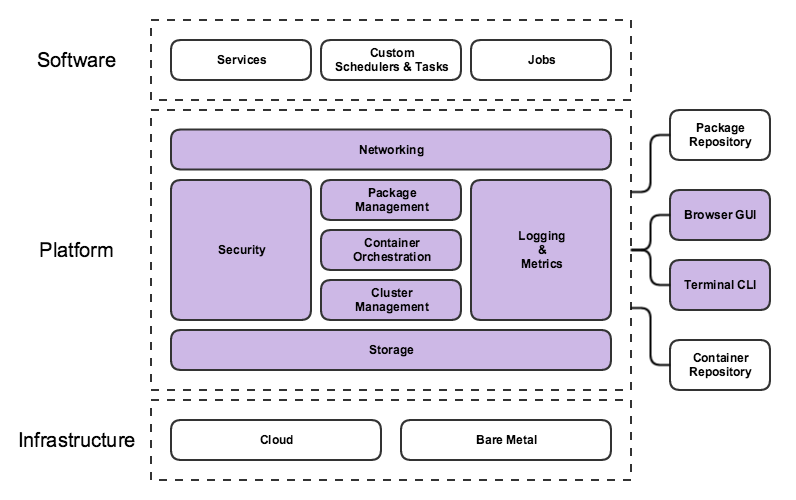 Software
Services
Custom
Schedulers & Tasks
Jobs
Platform
Networking
Security
Package
Management
Container
Orchestration
Cluster
Management
Logging
&
Metrics
Storage
Package
Repository
Browser GUI
Terminal CLI
Container
Repository
Infrastructure
Cloud
Bare Metal